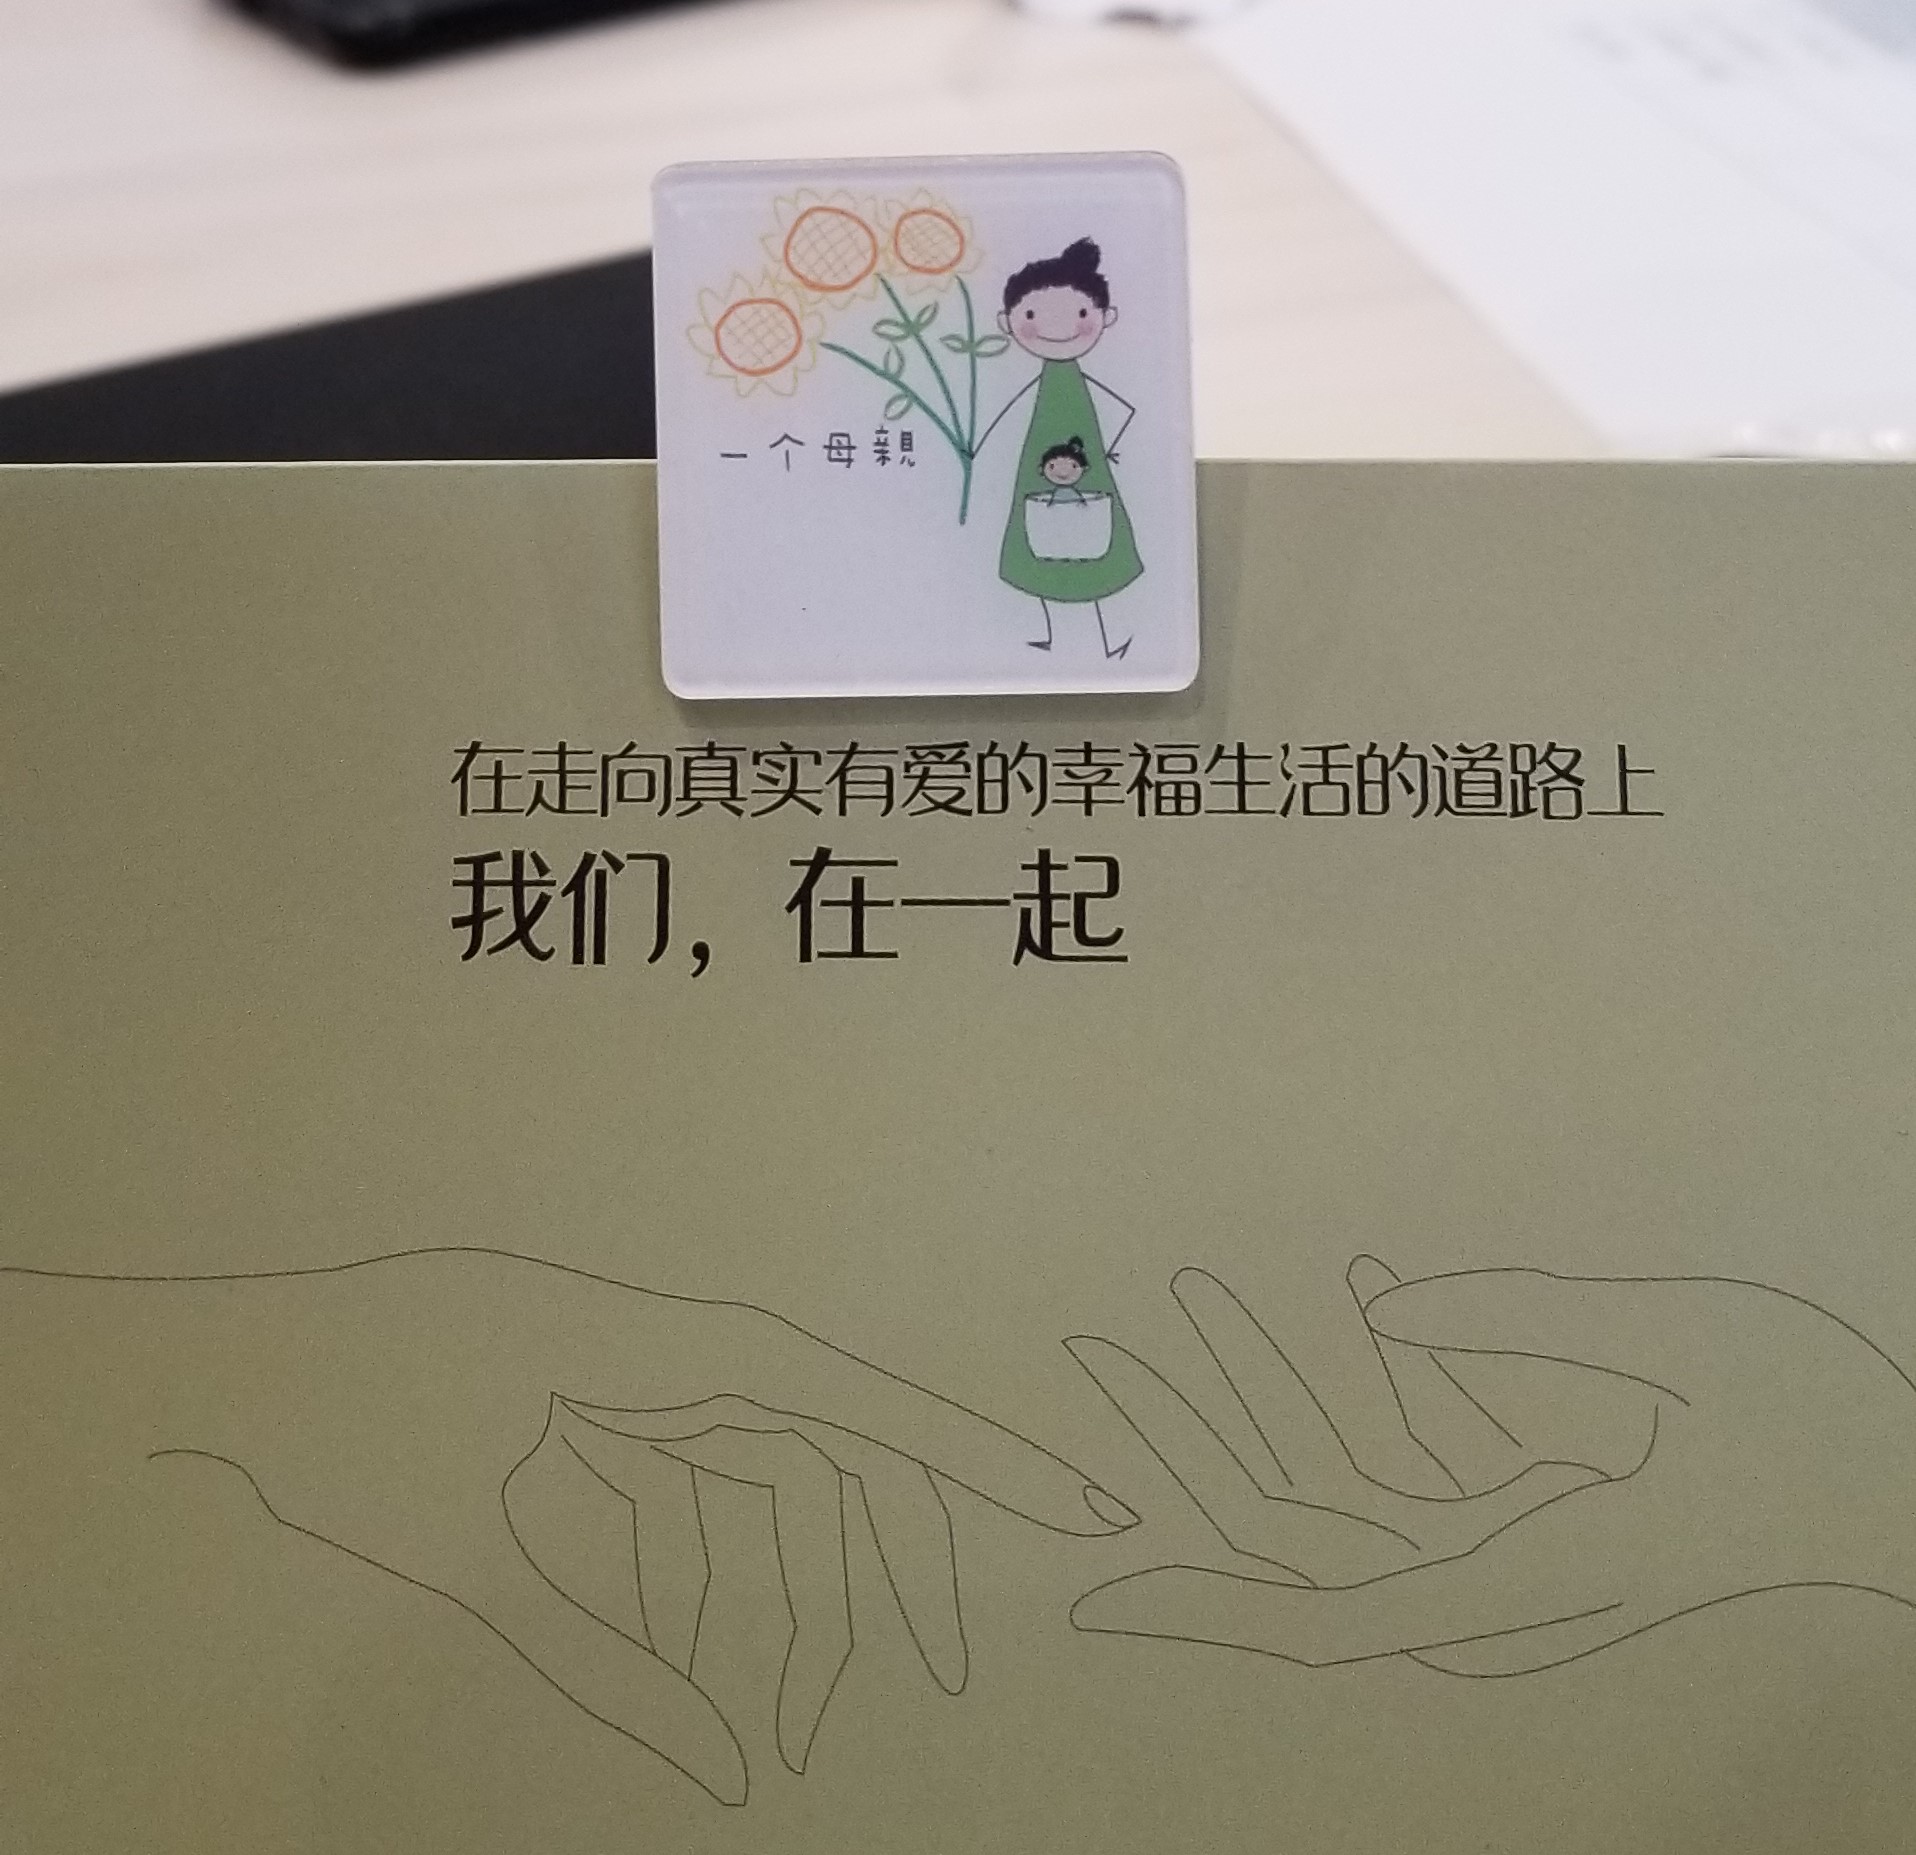 一个母親
在走向真实有爱的幸福生活的道路上
我们，在一起